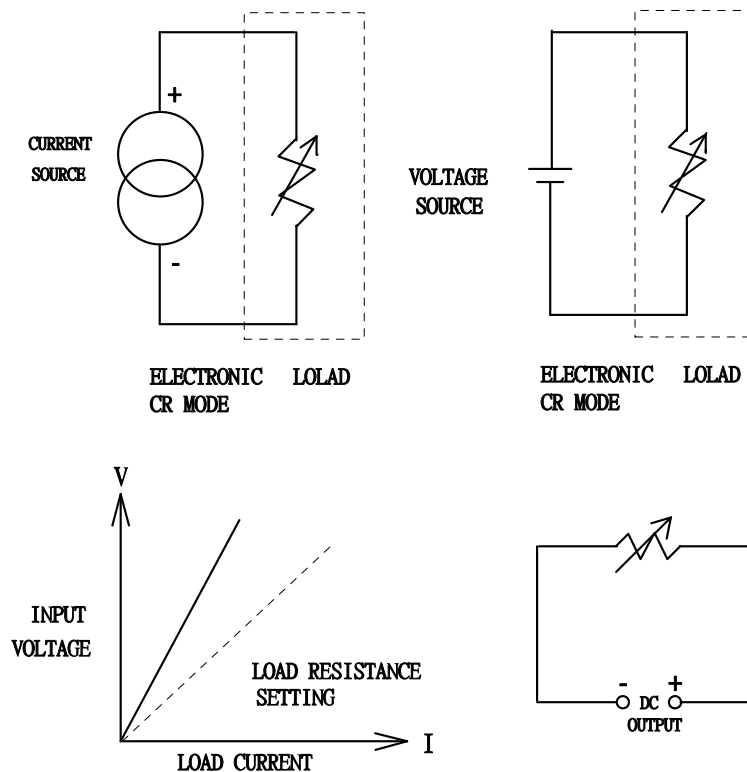 +
CURRENT
SOURCE
-
VOLTAGE
SOURCE
ELECTRONIC LOLAD
CR MODE
ELECTRONIC LOLAD
CR MODE
V
INPUT
VOLTAGE
LOAD RESISTANCE
SETTING
I
LOAD CURRENT
- +
DC
OUTPUT